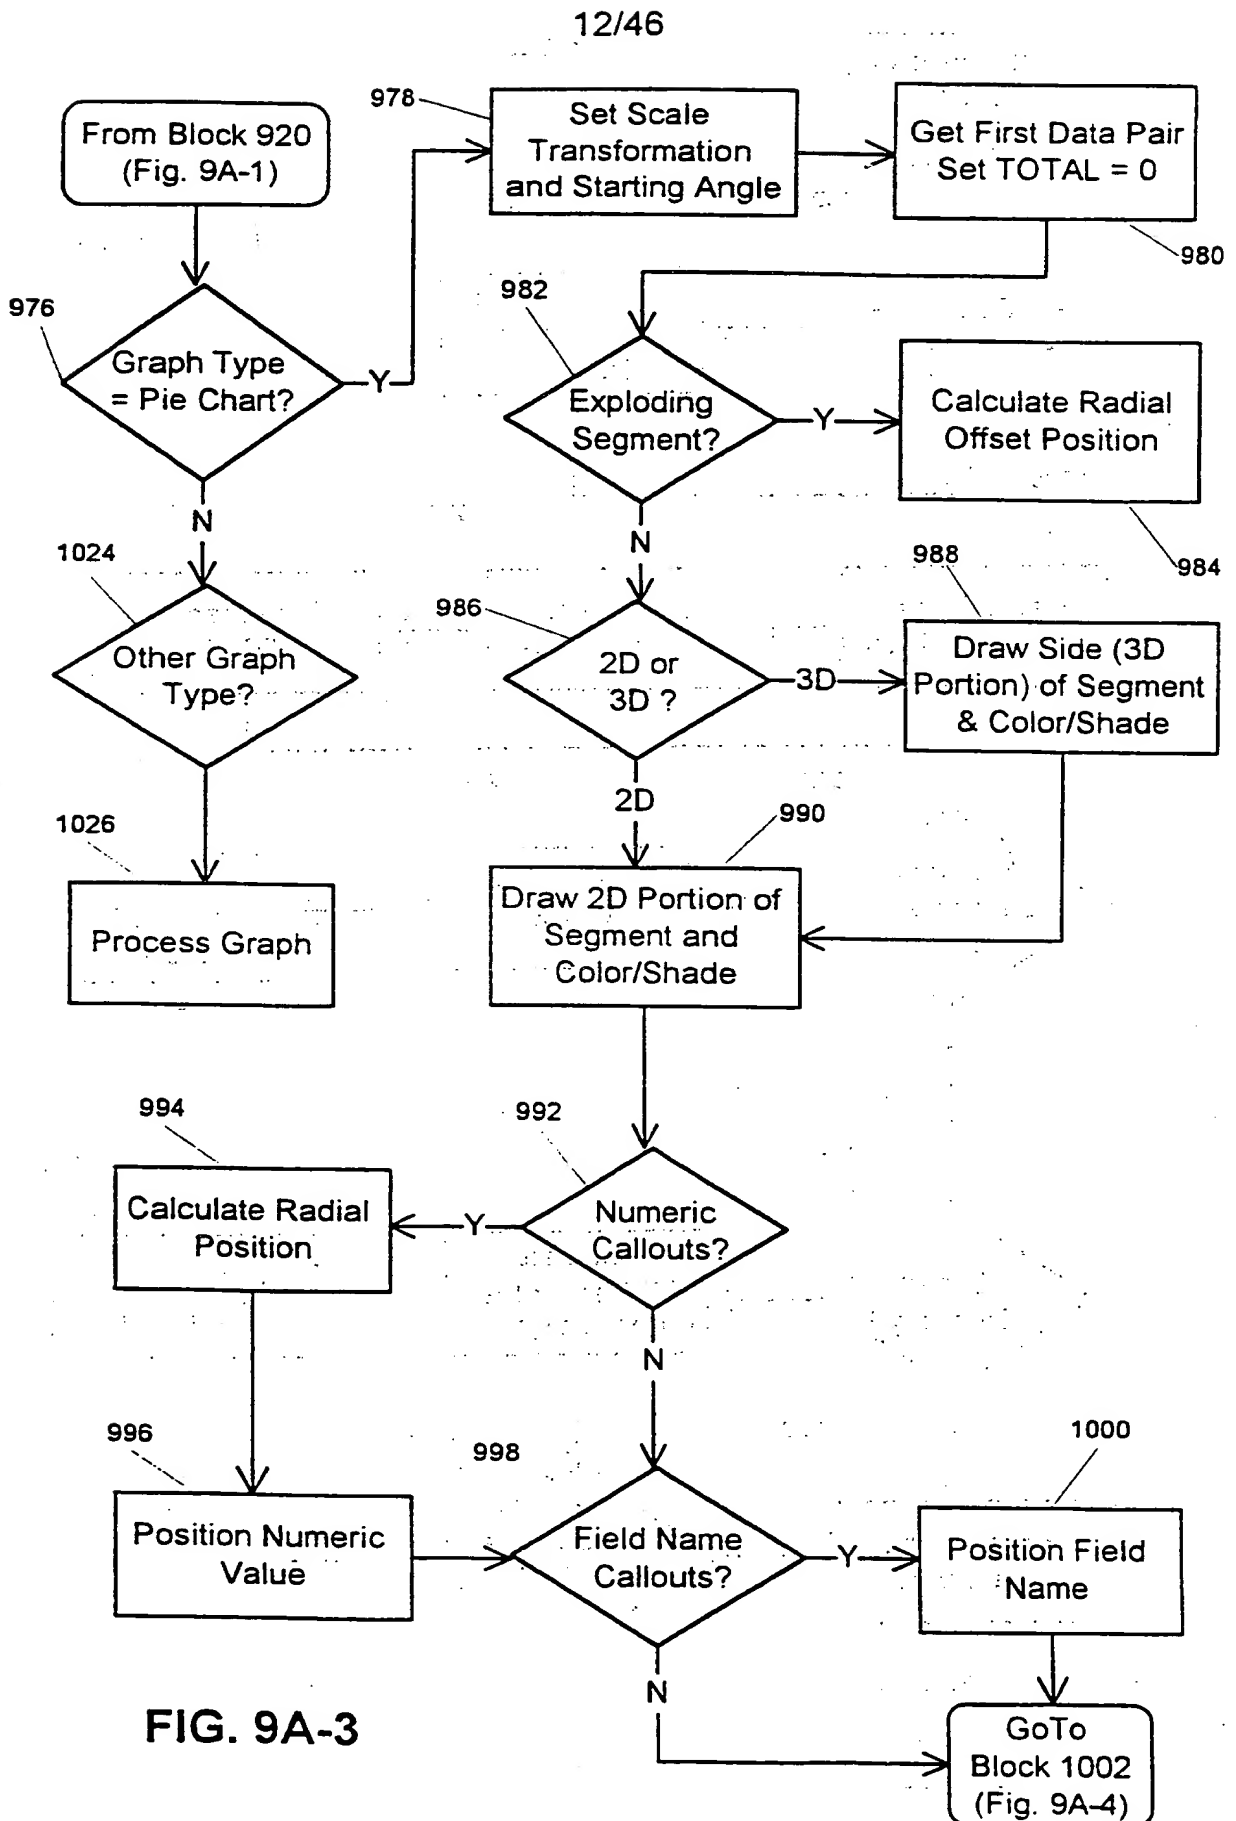 12/46
From Block 920
(Fig. 9A-1)
978
Set Scale
Transformation
and Starting Angle
Get First Data Pair
Set TOTAL = 0
980
976
Graph Type
= Pie Chart?
Y
982
Exploding
Segment?
Y
Calculate Radial
Offset Position
984
N
N
1024
Other Graph
Type?
986
2D or
3D ?
3D
988
Draw Side (3D
Portion) of Segment
& Color/Shade
2D
990
1026
Process Graph
Draw 2D Portion of
Segment and
Color/Shade
994
Calculate Radial
Position
Y
992
Numeric
Callouts?
N
996
Position Numeric
Value
998
Field Name
Callouts?
Y
1000
Position Field
Name
N
FIG. 9A-3
GoTo
Block 1002
(Fig. 9A-4)